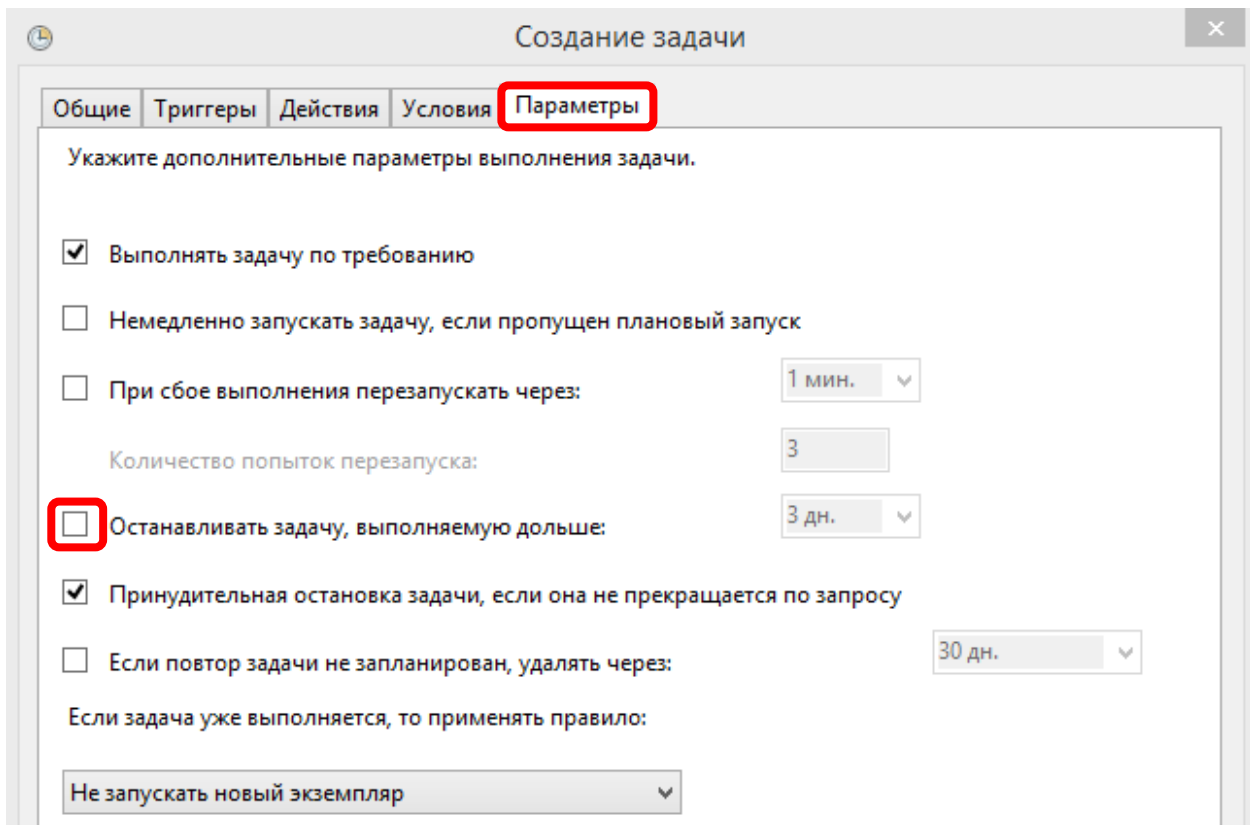 Создание задачи
Общие Триггеры Действия Условия Параметры
Укажите дополнительные параметры выполнения задачи.
Выполнять задачу по требованию
Немедленно запускать задачу, если пропущен плановый запуск
При сбое выполнения перезапускать через: 1 мин.
Количество попыток перезапуска: 3
Останавливать задачу, выполняемую дольше: 3 дн.
Принудительная остановка задачи, если она не прекращается по запросу
Если повтор задачи не запланирован, удалять через: 30 дн.
Если задача уже выполняется, то применять правило:
Не запускать новый экземпляр